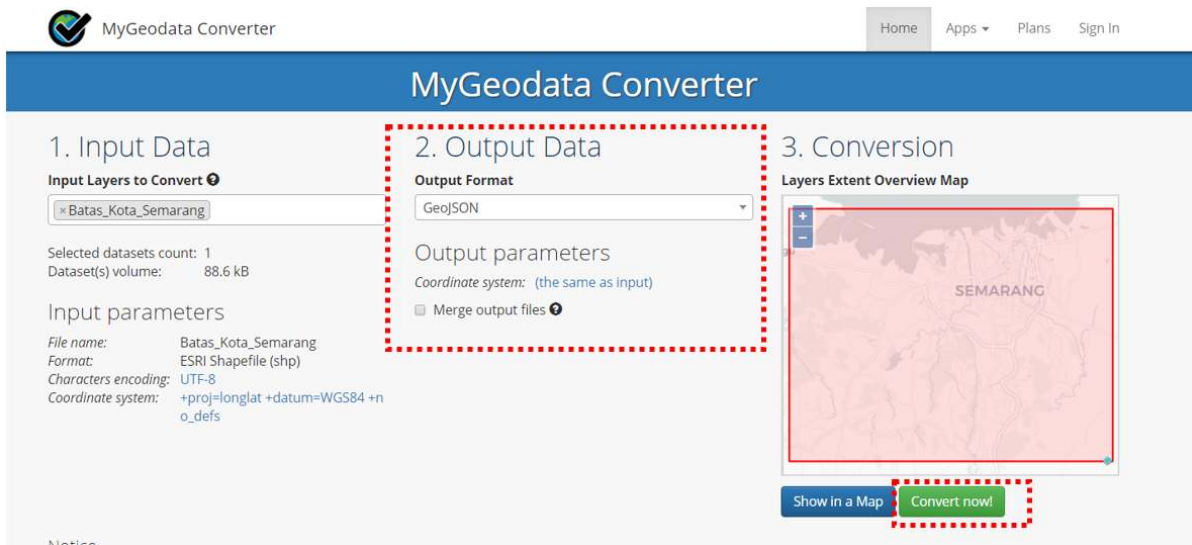 MyGeodata Converter
Home Apps Plans Sign In
MyGeodata Converter
1. Input Data
Input Layers to Convert
×Batas_Kota_Semarang
Selected datasets count: 1
Dataset(s) volume: 88.6 kB
Input parameters
File name: Batas_Kota_Semarang
Format: ESRI Shapefile (shp)
Characters encoding: UTF-8
Coordinate system: +proj=longlat +datum=WGS84 +n
o_defs
2. Output Data
Output Format
GeoJSON
Output parameters
Coordinate system: (the same as input)
Merge output files
3. Conversion
Layers Extent Overview Map
+
−
SEMARANG
Show in a Map Convert now!